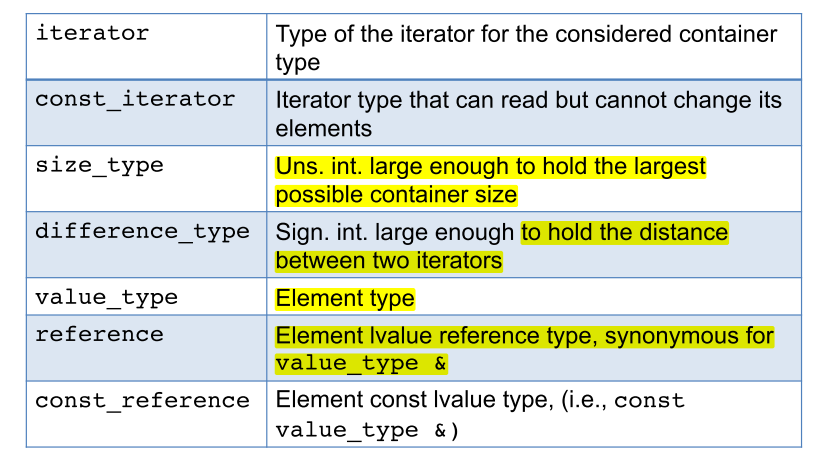 iterator
Type of the iterator for the considered container
type
const_iterator
Iterator type that can read but cannot change its
elements
size_type
Uns. int. large enough to hold the largest
possible container size
difference_type
Sign. int. large enough to hold the distance
between two iterators
value_type
Element type
reference
Element lvalue reference type, synonymous for
value_type &
const_reference
Element const lvalue type, (i.e., const
value_type &)